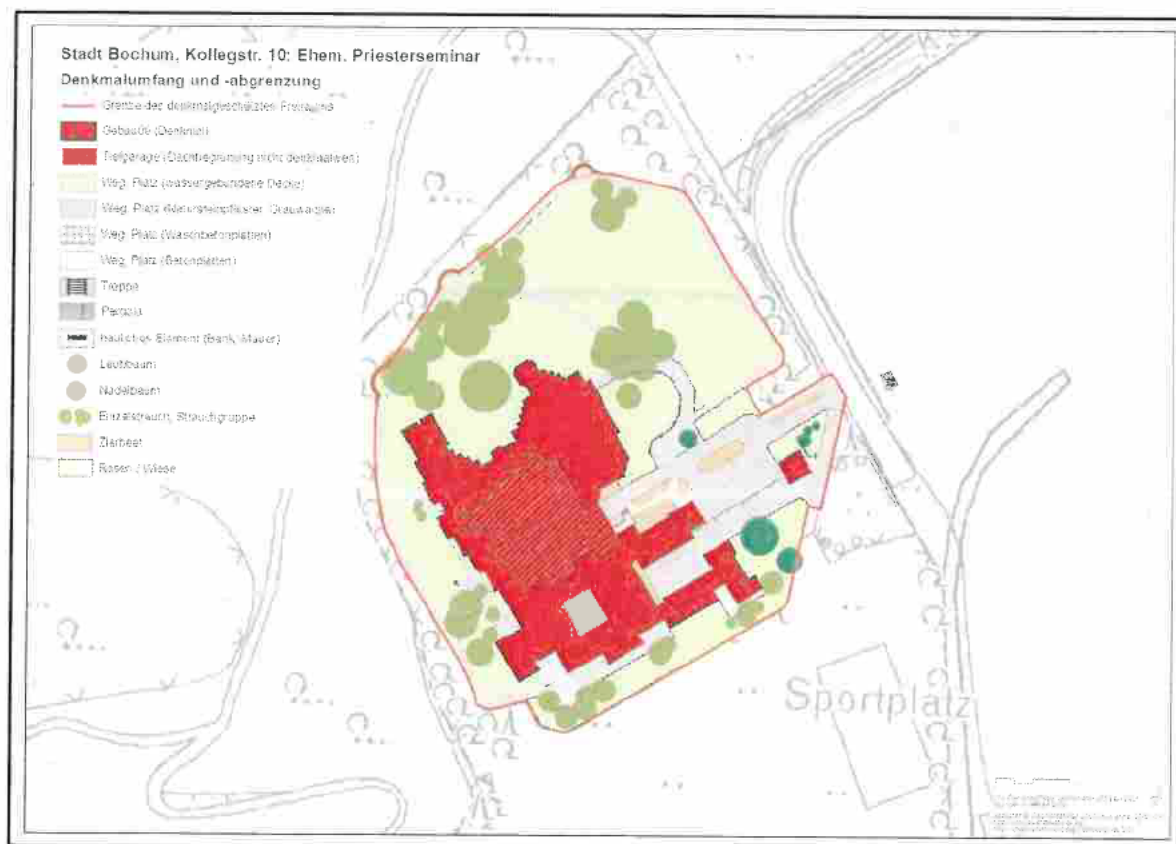 Stadt Bochum, Kollegstr. 10: Ehem. Priesterseminar
Denkmalumfang und -abgrenzung
Grenze des denkmalgeschützten Freiraums
Gebäude (Denkmal)
Tiefgarage (Dachbegrünung nicht denkmalwert)
Weg, Platz (wassergebundene Decke)
Weg, Platz (Natursteinpflaster, Grauwacke)
Weg, Platz (Waschbetonplatten)
Weg, Platz (Betonplatten)
Treppe
Pergola
bauliches Element (Bank, Mauer)
Laubbaum
Nadelbaum
Einzelstrauch, Strauchgruppe
Zierbeet
Rasen / Wiese
Sportplatz